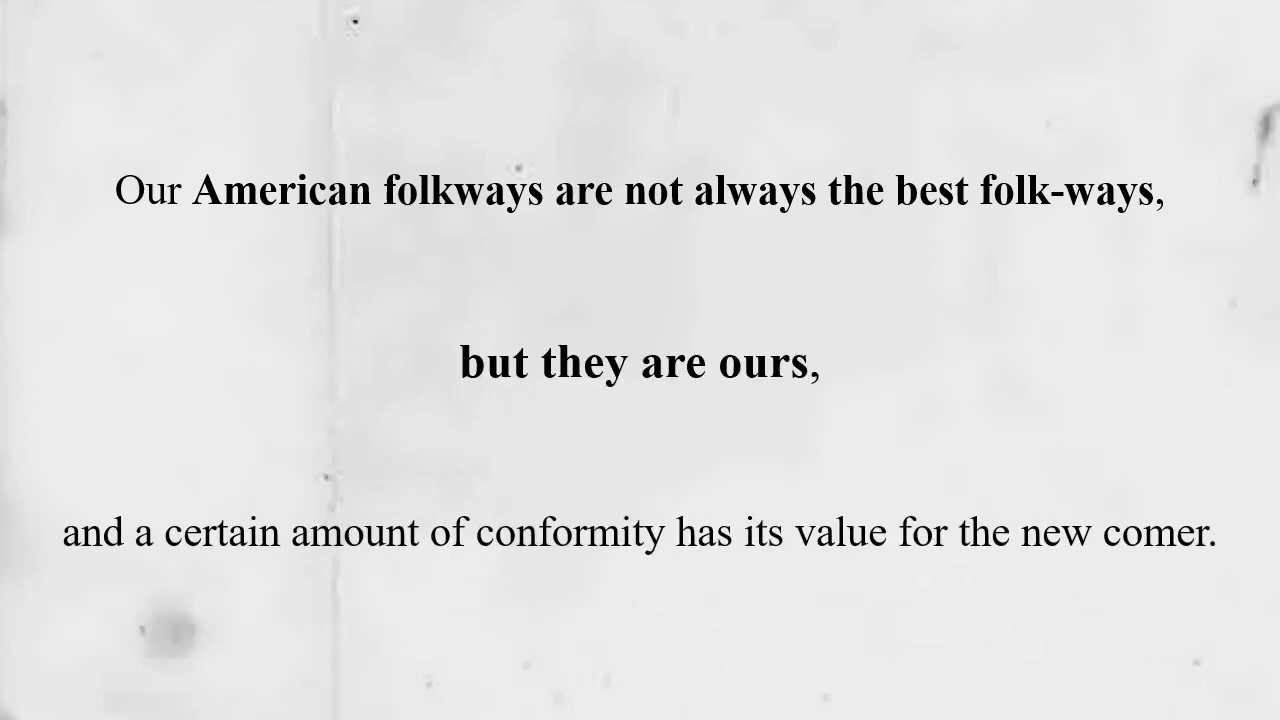 Our American folkways are not always the best folk-ways,
but they are ours,
and a certain amount of conformity has its value for the new comer.